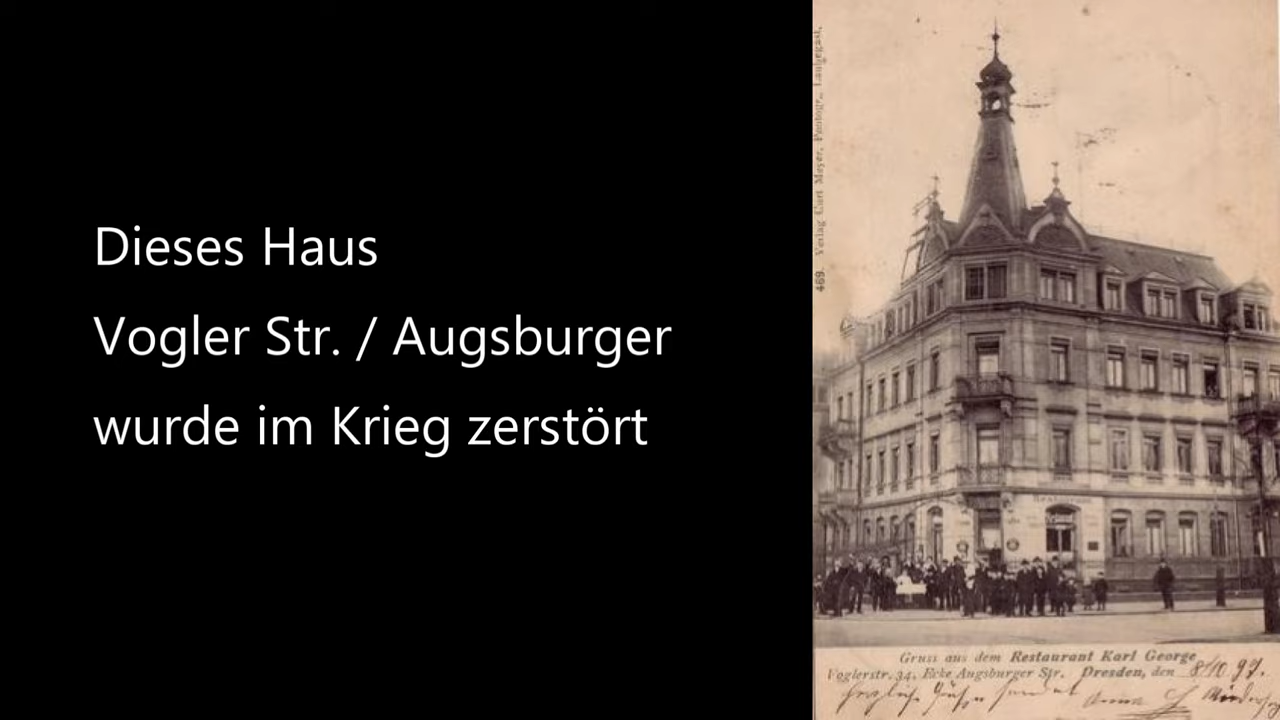 Dieses Haus
Vogler Str. / Augsburger
wurde im Krieg zerstört
469. Verlag Curt Meyer, Laubegast.
Restaurant
Gruss aus dem Restaurant Karl George
Voglerstr. 34, Ecke Augsburger Str. Dresden, den 8/10 97.